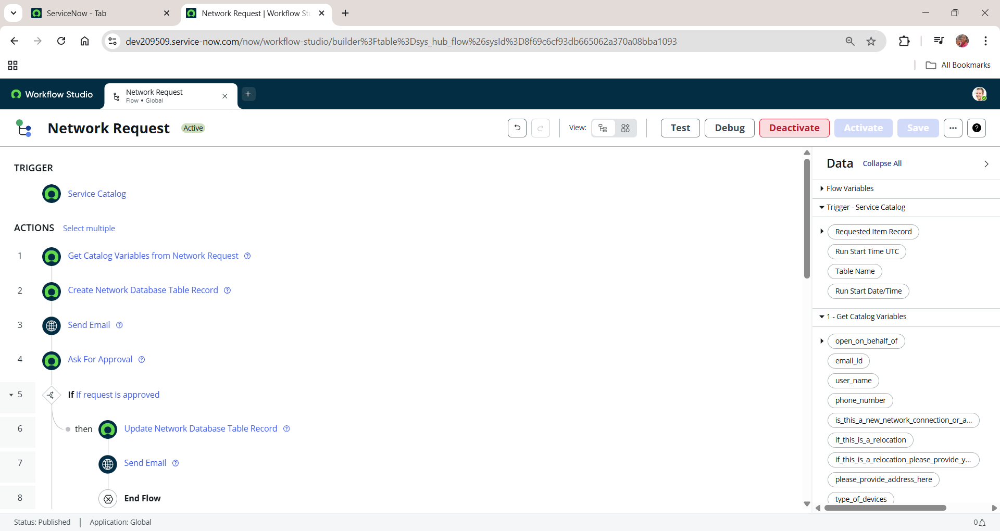 ServiceNow - Tab
Network Request | Workflow St
dev209509.service-now.com/now/workflow-studio/builder%3Ftable%3Dsys_hub_flow%26sysId%3D8f69c6cf93db665062a370a08bba1093
All Bookmarks
Workflow Studio
Network Request
Flow • Global
Network Request
Active
View:
Test
Debug
Deactivate
Activate
Save
TRIGGER
Service Catalog
ACTIONS Select multiple
1 Get Catalog Variables from Network Request
2 Create Network Database Table Record
3 Send Email
4 Ask For Approval
5 If If request is approved
6 then Update Network Database Table Record
7 Send Email
8 End Flow
Data Collapse All
Flow Variables
Trigger - Service Catalog
Requested Item Record
Run Start Time UTC
Table Name
Run Start Date/Time
1 - Get Catalog Variables
open_on_behalf_of
email_id
user_name
phone_number
is_this_a_new_network_connection_or_a...
if_this_is_a_relocation
if_this_is_a_relocation_please_provide_y...
please_provide_address_here
type_of_devices
Status: Published
Application: Global
0